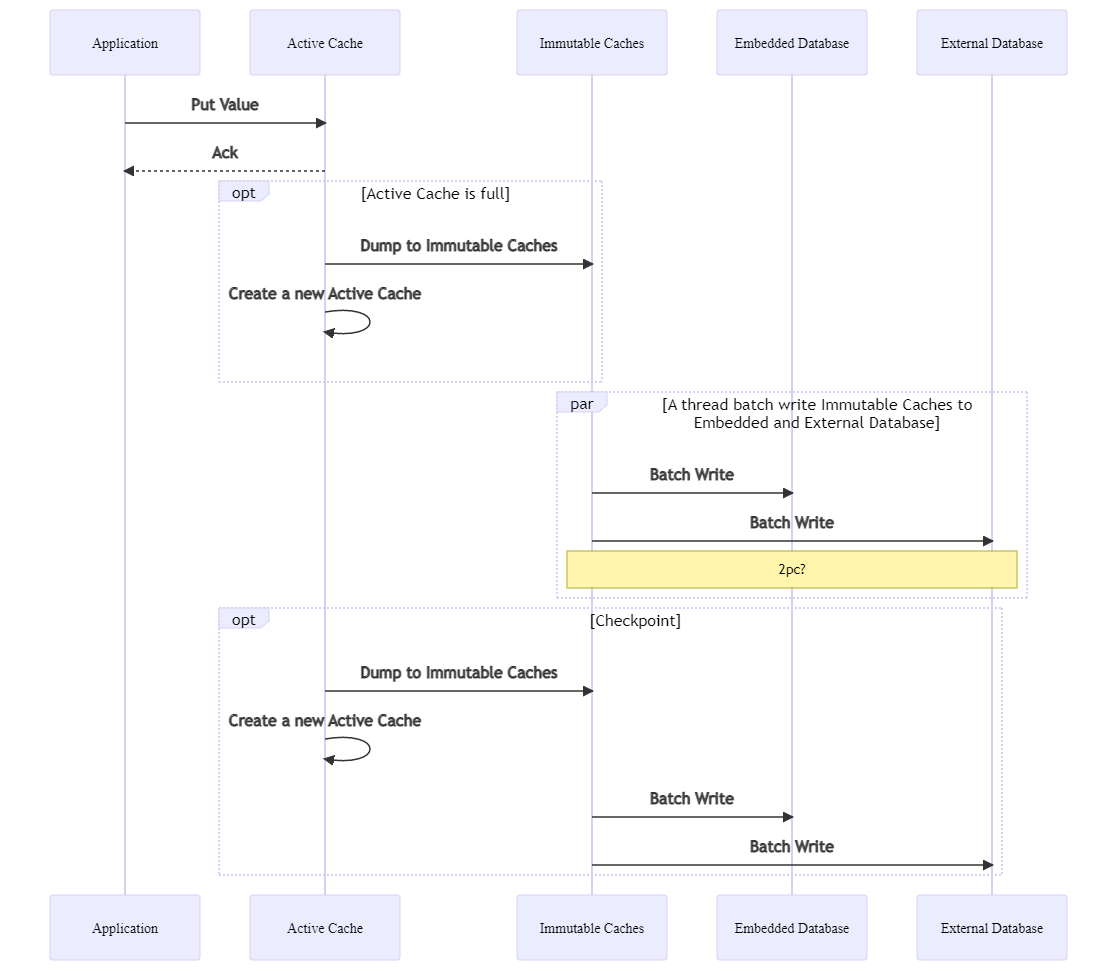 Application
Active Cache
Immutable Caches
Embedded Database
External Database
Put Value
Ack
opt
[Active Cache is full]
Dump to Immutable Caches
Create a new Active Cache
par
[A thread batch write Immutable Caches to
Embedded and External Database]
Batch Write
Batch Write
2pc?
opt
[Checkpoint]
Dump to Immutable Caches
Create a new Active Cache
Batch Write
Batch Write
Application
Active Cache
Immutable Caches
Embedded Database
External Database